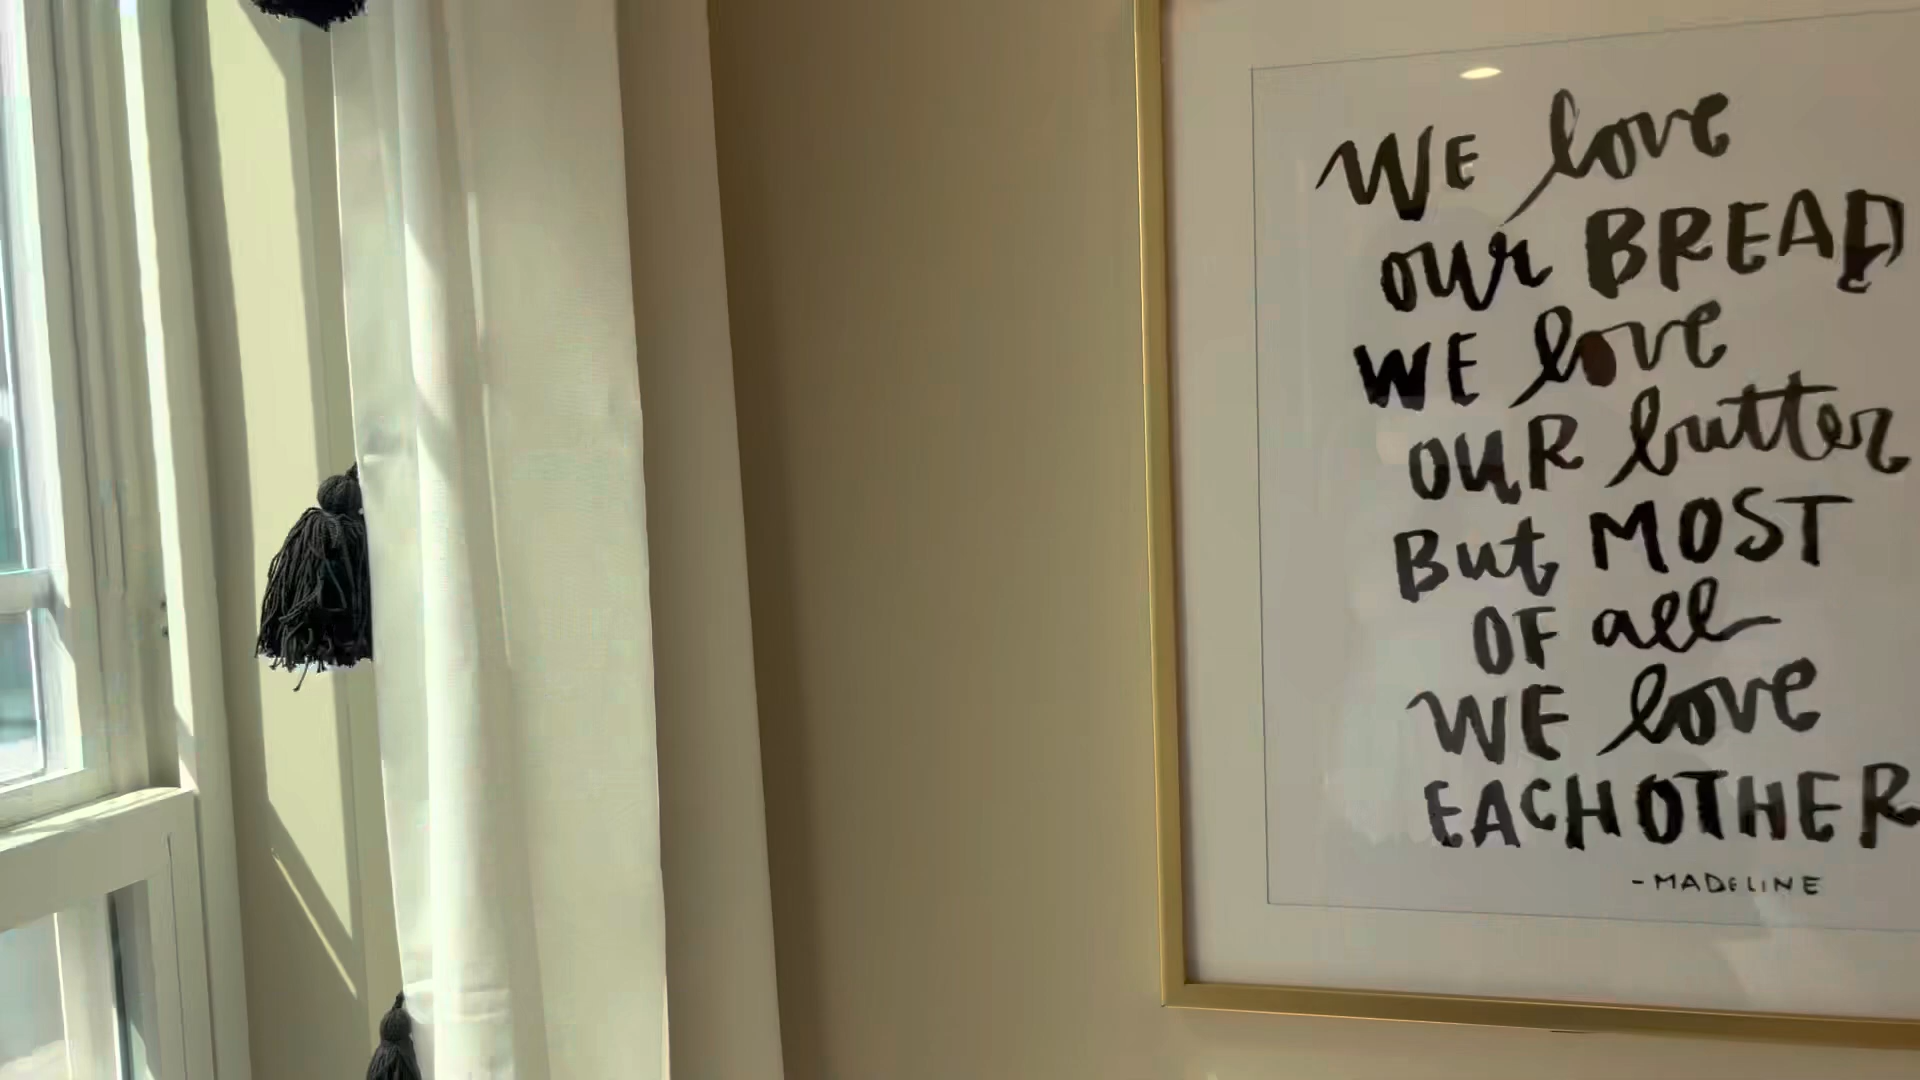 WE love
our BREAD
WE love
OUR butter
But MOST
OF all
WE love
EACHOTHER
-MADELINE